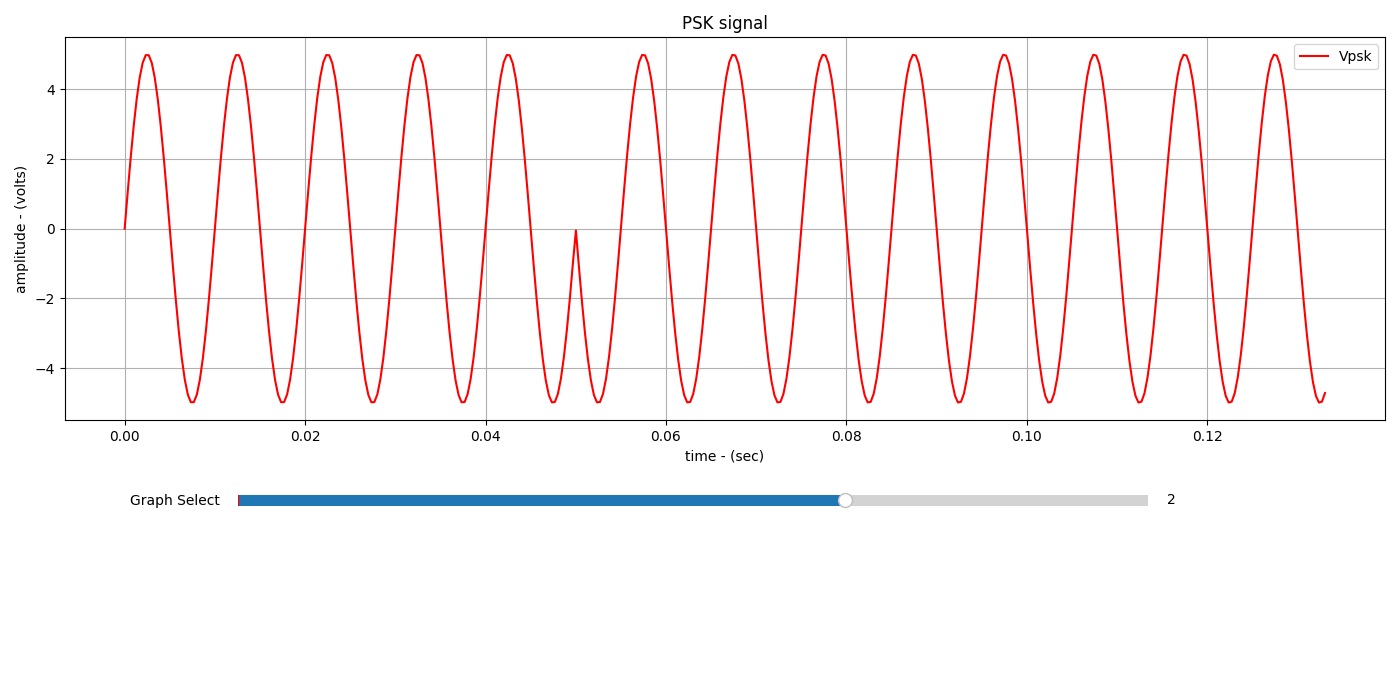 PSK signal
Vpsk
amplitude - (volts)
4
2
0
−2
−4
0.00 0.02 0.04 0.06 0.08 0.10 0.12
time - (sec)
Graph Select 2